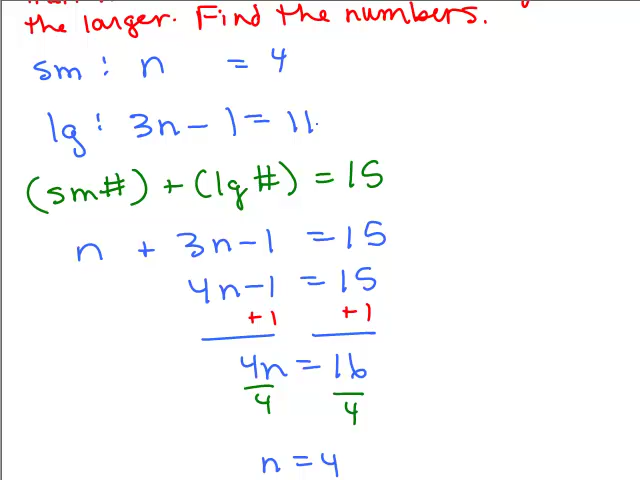 the larger. Find the numbers.
sm: n = 4
lg: 3n - 1 = 11
(sm#) + (lg #) = 15
n + 3n - 1 = 15
4n - 1 = 15
+1 +1
4n = 16
4 4
n = 4